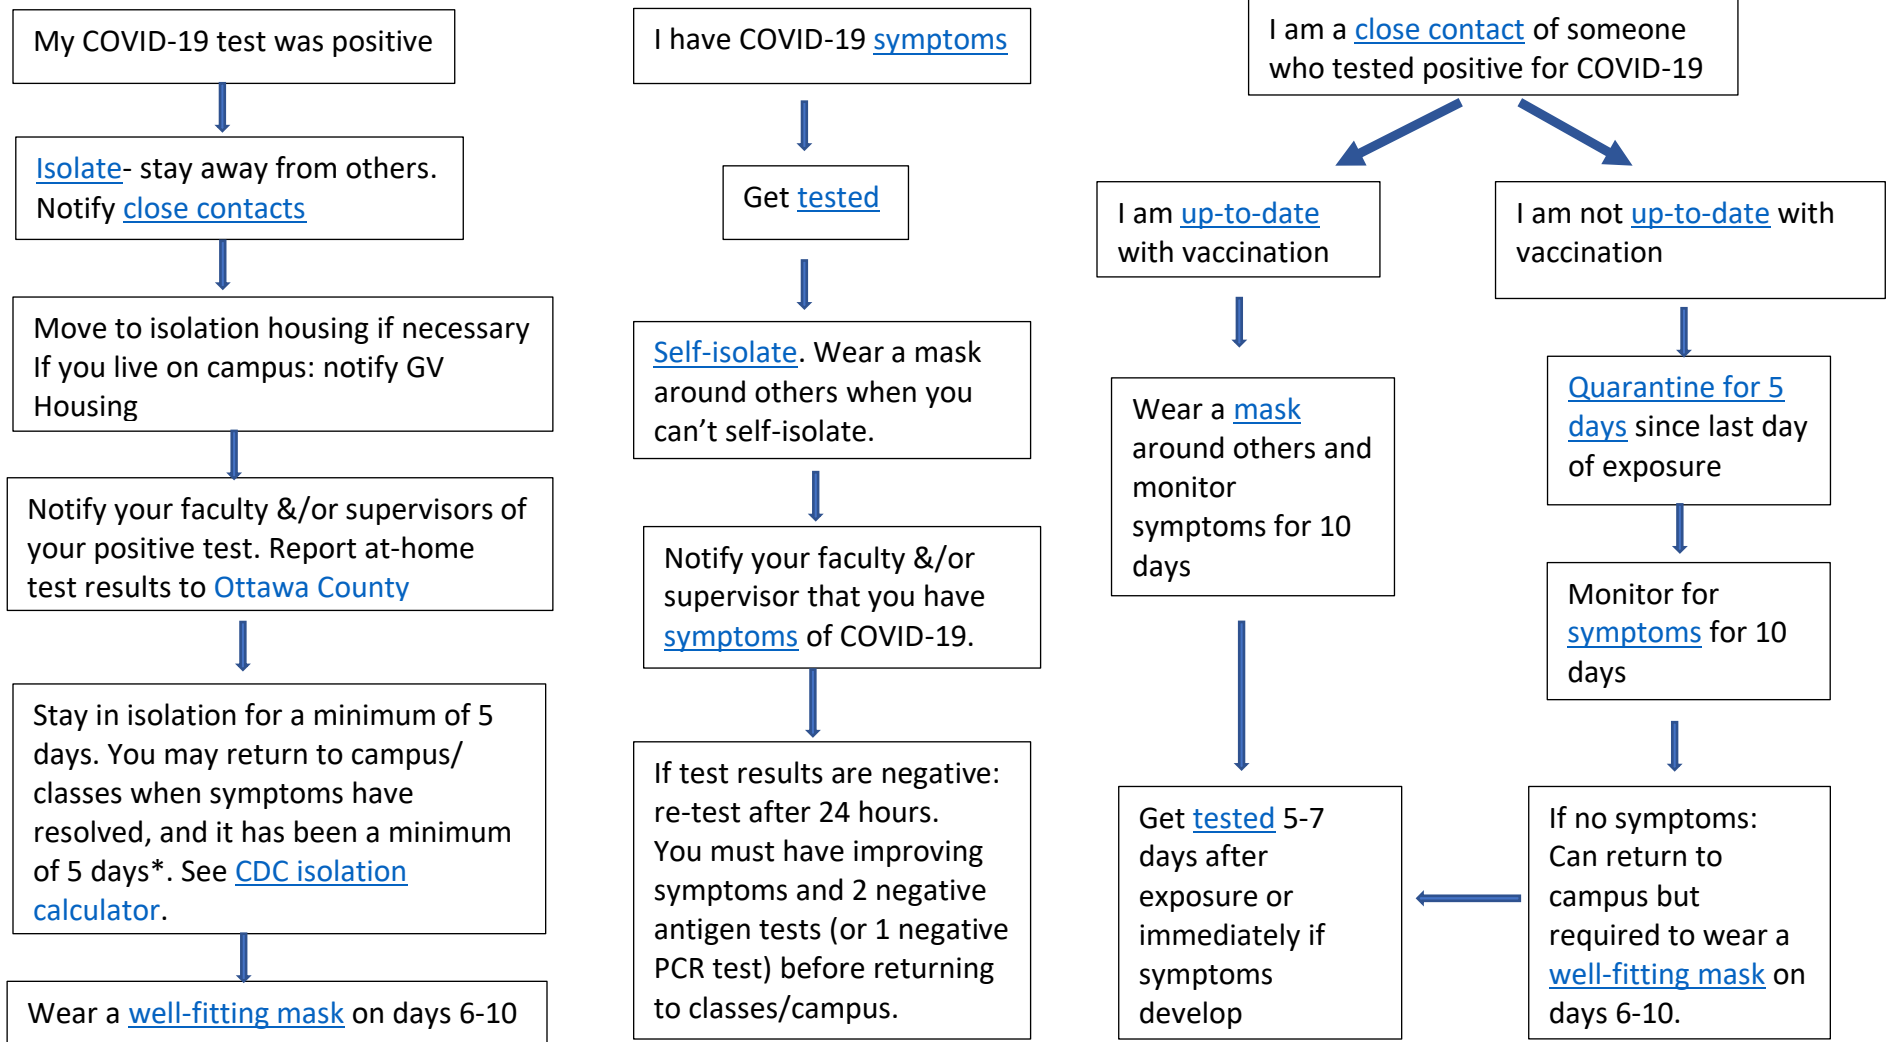 My COVID-19 test was positive
Isolate- stay away from others.
Notify close contacts
Move to isolation housing if necessary
If you live on campus: notify GV
Housing
Notify your faculty &/or supervisors of
your positive test. Report at-home
test results to Ottawa County
Stay in isolation for a minimum of 5
days. You may return to campus/
classes when symptoms have
resolved, and it has been a minimum
of 5 days*. See CDC isolation
calculator.
Wear a well-fitting mask on days 6-10
I have COVID-19 symptoms
Get tested
Self-isolate. Wear a mask
around others when you
can’t self-isolate.
Notify your faculty &/or
supervisor that you have
symptoms of COVID-19.
If test results are negative:
re-test after 24 hours.
You must have improving
symptoms and 2 negative
antigen tests (or 1 negative
PCR test) before returning
to classes/campus.
I am a close contact of someone
who tested positive for COVID-19
I am up-to-date
with vaccination
Wear a mask
around others and
monitor
symptoms for 10
days
Get tested 5-7
days after
exposure or
immediately if
symptoms
develop
I am not up-to-date with
vaccination
Quarantine for 5
days since last day
of exposure
Monitor for
symptoms for 10
days
If no symptoms:
Can return to
campus but
required to wear a
well-fitting mask on
days 6-10.